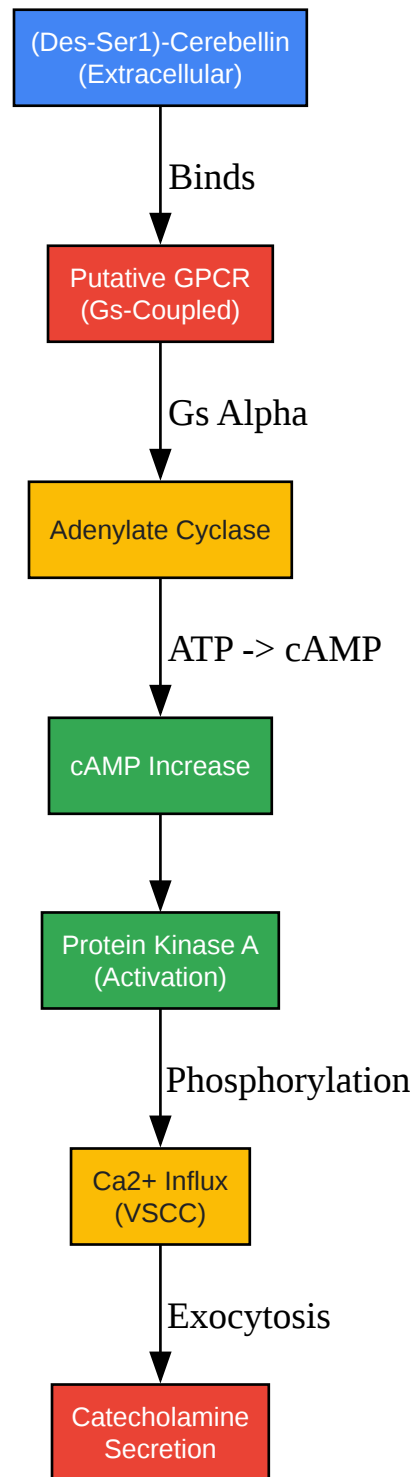 (Des-Ser1)-Cerebellin
(Extracellular)
Binds
Putative GPCR
(Gs-Coupled)
Gs Alpha
Adenylate Cyclase
ATP -> cAMP
cAMP Increase
Protein Kinase A
(Activation)
Phosphorylation
Ca2+ Influx
(VSCC)
Exocytosis
Catecholamine
Secretion